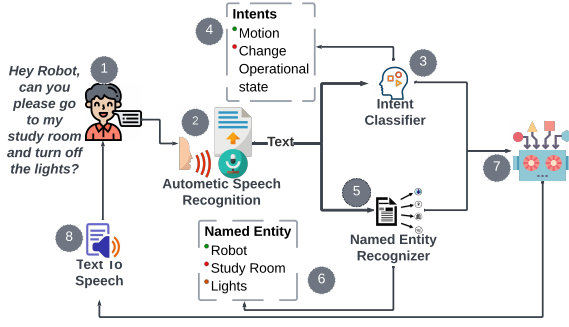 Hey Robot,
can you
please go
to my
study room
and turn off
the lights?
1
2
Autometic Speech
Recognition
Text
4
Intents
Motion
Change
Operational
state
3
Intent
Classifier
5
Named Entity
Recognizer
6
Named Entity
Robot
Study Room
Lights
7
8
Text To
Speech